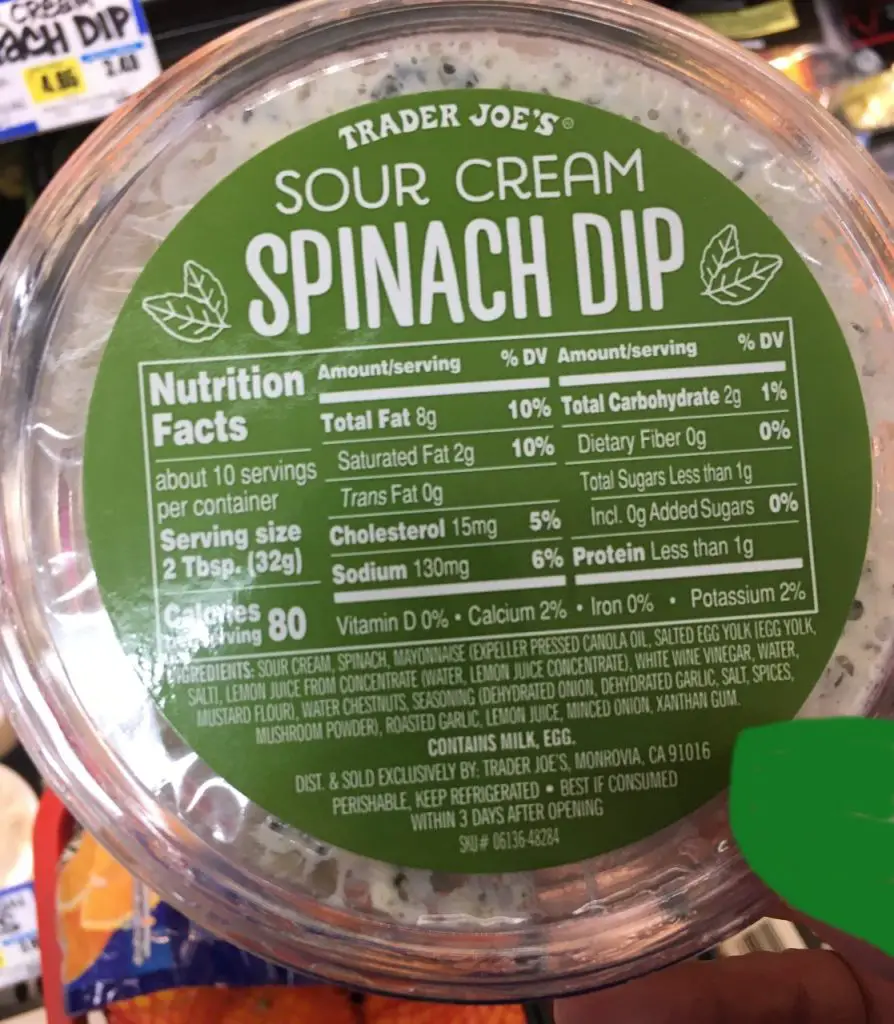 CREAM
ACH DIP
TRADER JOE'S®
SOUR CREAM
SPINACH DIP
Nutrition
Facts
about 10 servings
per container
Serving size
2 Tbsp. (32g)
Calories 80
Amount/serving % DV
Total Fat 8g 10%
Saturated Fat 2g 10%
Trans Fat 0g
Cholesterol 15mg 5%
Sodium 130mg 6%
Amount/serving % DV
Total Carbohydrate 2g 1%
Dietary Fiber 0g 0%
Total Sugars Less than 1g
Incl. 0g Added Sugars 0%
Protein Less than 1g
Vitamin D 0% • Calcium 2% • Iron 0% • Potassium 2%
INGREDIENTS: SOUR CREAM, SPINACH, MAYONNAISE (EXPELLER PRESSED CANOLA OIL, SALTED EGG YOLK [EGG YOLK,
SALT], LEMON JUICE FROM CONCENTRATE (WATER, LEMON JUICE CONCENTRATE), WHITE WINE VINEGAR, WATER,
MUSTARD FLOUR), WATER CHESTNUTS, SEASONING (DEHYDRATED ONION, DEHYDRATED GARLIC, SALT, SPICES,
MUSHROOM POWDER), ROASTED GARLIC, LEMON JUICE, MINCED ONION, XANTHAN GUM.
CONTAINS MILK, EGG.
DIST. & SOLD EXCLUSIVELY BY: TRADER JOE'S, MONROVIA, CA 91016
PERISHABLE, KEEP REFRIGERATED • BEST IF CONSUMED
WITHIN 3 DAYS AFTER OPENING
SKU# 06136-48284